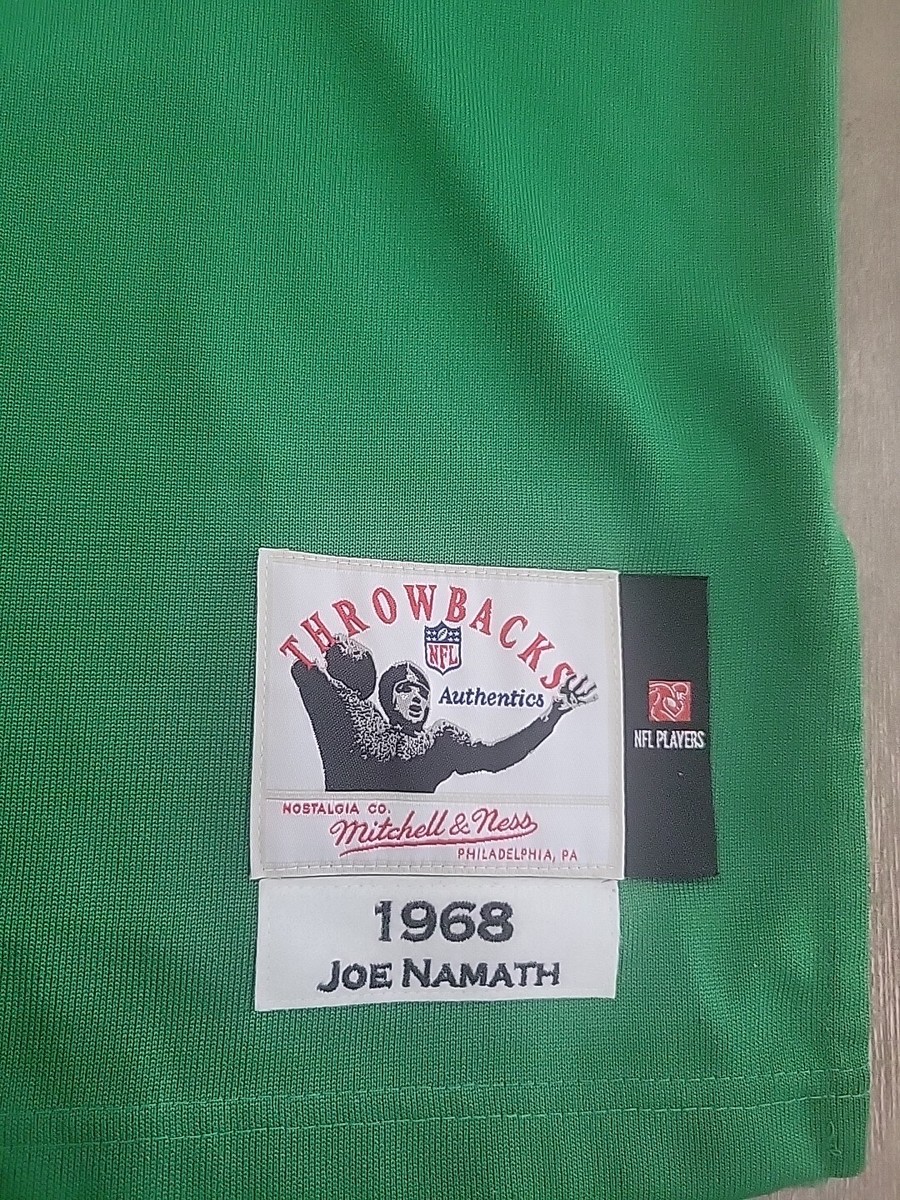 THROWBACKS
NFL
Authentics
NFL PLAYERS
NOSTALGIA CO.
Mitchell & Ness
PHILADELPHIA, PA
1968
JOE NAMATH